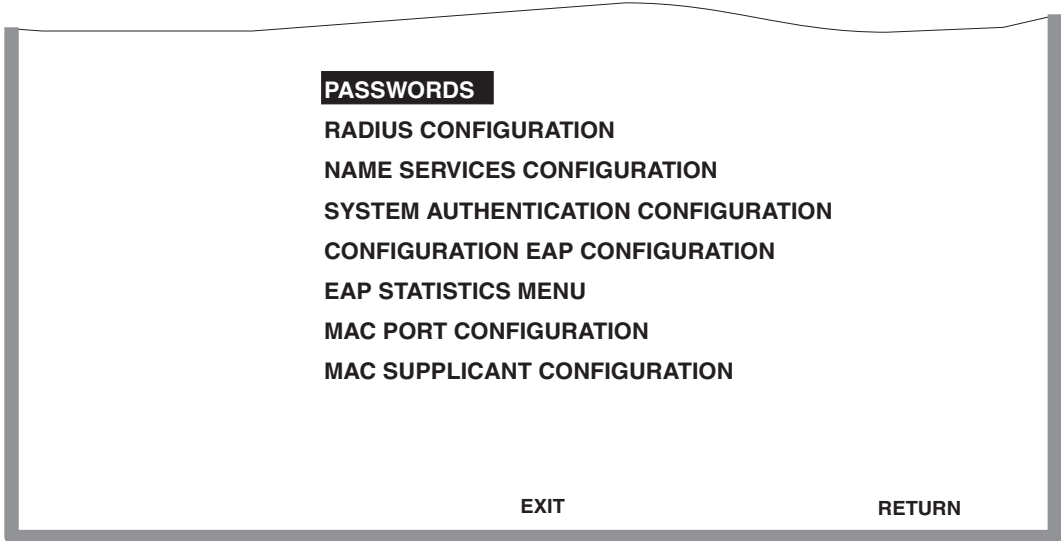 PASSWORDS
RADIUS CONFIGURATION
NAME SERVICES CONFIGURATION
SYSTEM AUTHENTICATION CONFIGURATION
CONFIGURATION EAP CONFIGURATION
EAP STATISTICS MENU
MAC PORT CONFIGURATION
MAC SUPPLICANT CONFIGURATION
EXIT RETURN